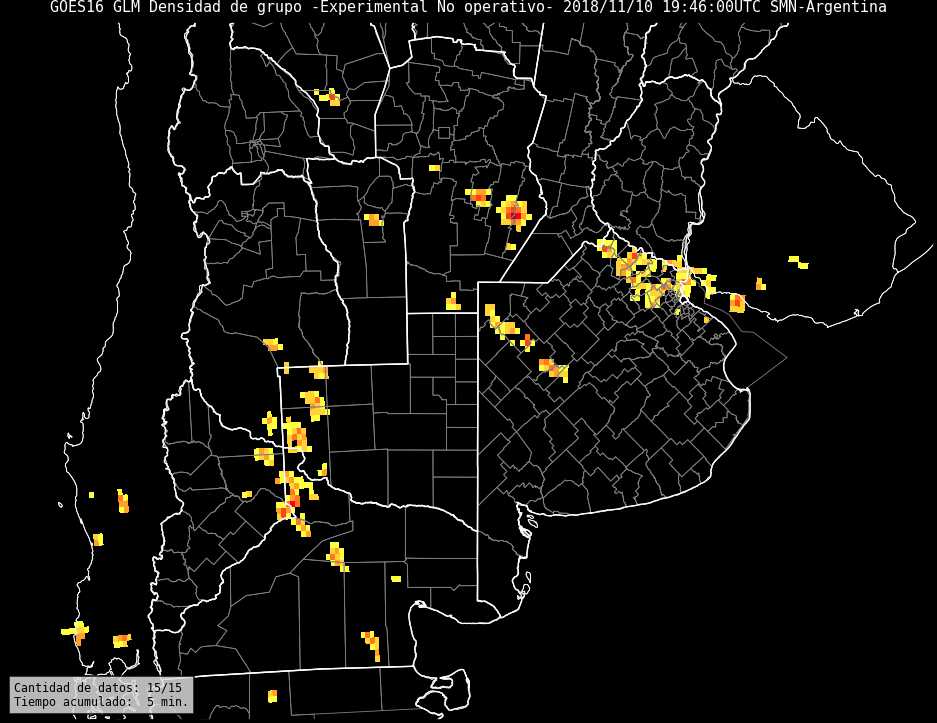 GOES16 GLM Densidad de grupo -Experimental No operativo- 2018/11/10 19:46:00UTC SMN-Argentina
Cantidad de datos: 15/15
Tiempo acumulado:  5 min.